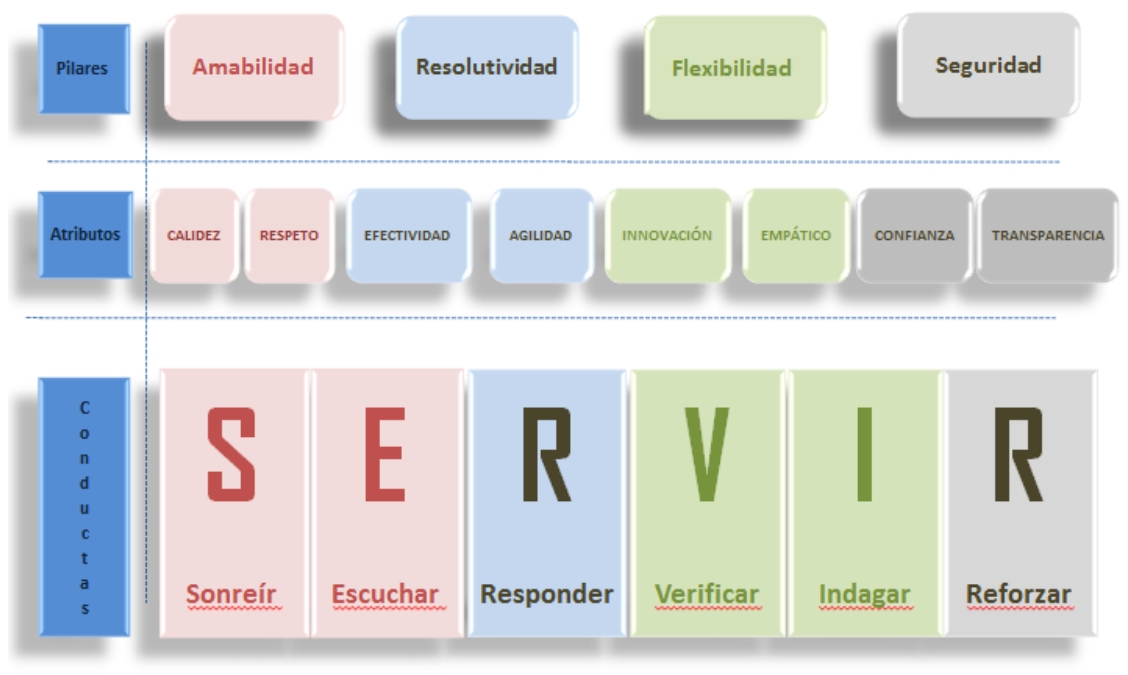 Pilares
Amabilidad
Resolutividad
Flexibilidad
Seguridad
Atributos
CALIDEZ
RESPETO
EFECTIVIDAD
AGILIDAD
INNOVACIÓN
EMPÁTICO
CONFIANZA
TRANSPARENCIA
Conductas
S E R V I R
Sonreír
Escuchar
Responder
Verificar
Indagar
Reforzar